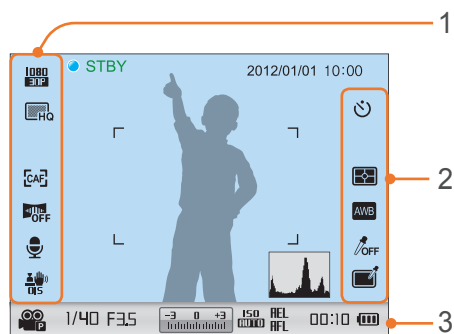 1
1080
30P
STBY 2012/01/01 10:00
HQ
CAF
2
OFF AWB
OFF
OIS
P 1/40 F3.5 -3 0 +3 ISO AUTO AEL AFL 00:10 3